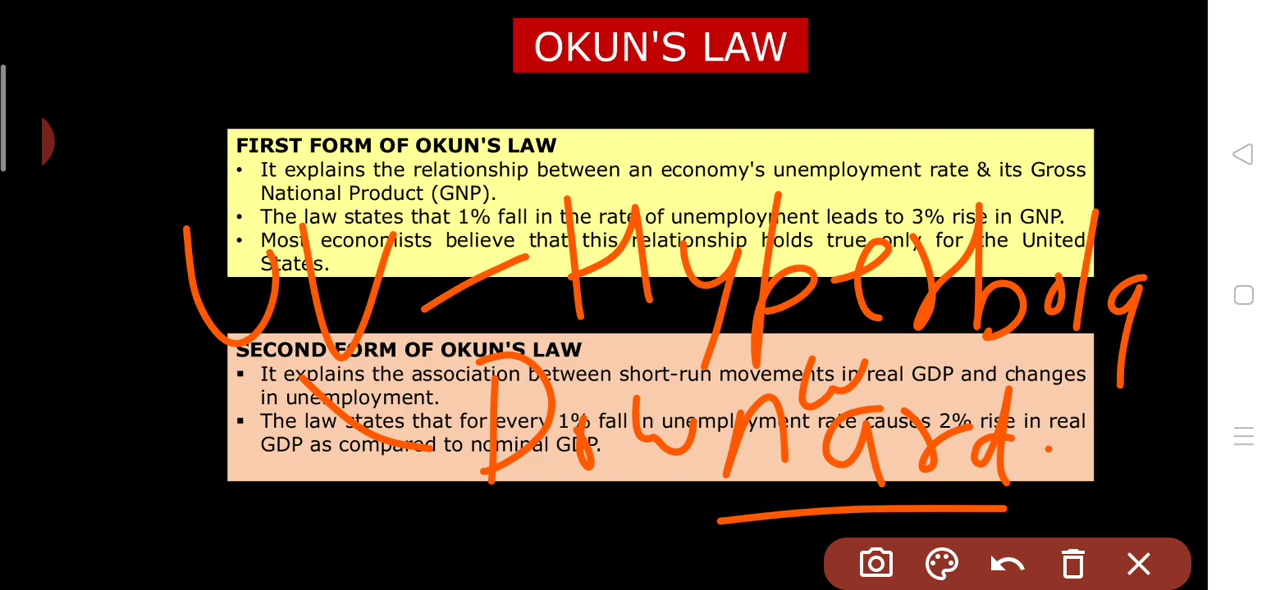 OKUN'S LAW
FIRST FORM OF OKUN'S LAW
• It explains the relationship between an economy's unemployment rate & its Gross
National Product (GNP).
• The law states that 1% fall in the rate of unemployment leads to 3% rise in GNP.
• Most economists believe that this relationship holds true only for the United
States.
UV - Hyperbola
SECOND FORM OF OKUN'S LAW
▪ It explains the association between short-run movements in real GDP and changes
in unemployment.
▪ The law states that for every 1% fall in unemployment rate causes 2% rise in real
GDP as compared to nominal GDP.
Downward.